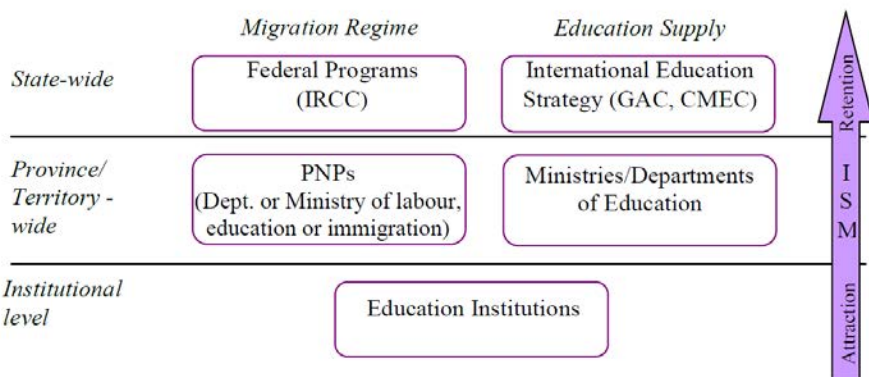 Migration Regime
Education Supply
State-wide
Federal Programs
(IRCC)
International Education
Strategy (GAC, CMEC)
Province/
Territory -
wide
PNPs
(Dept. or Ministry of labour,
education or immigration)
Ministries/Departments
of Education
Institutional
level
Education Institutions
Retention
I
S
M
Attraction